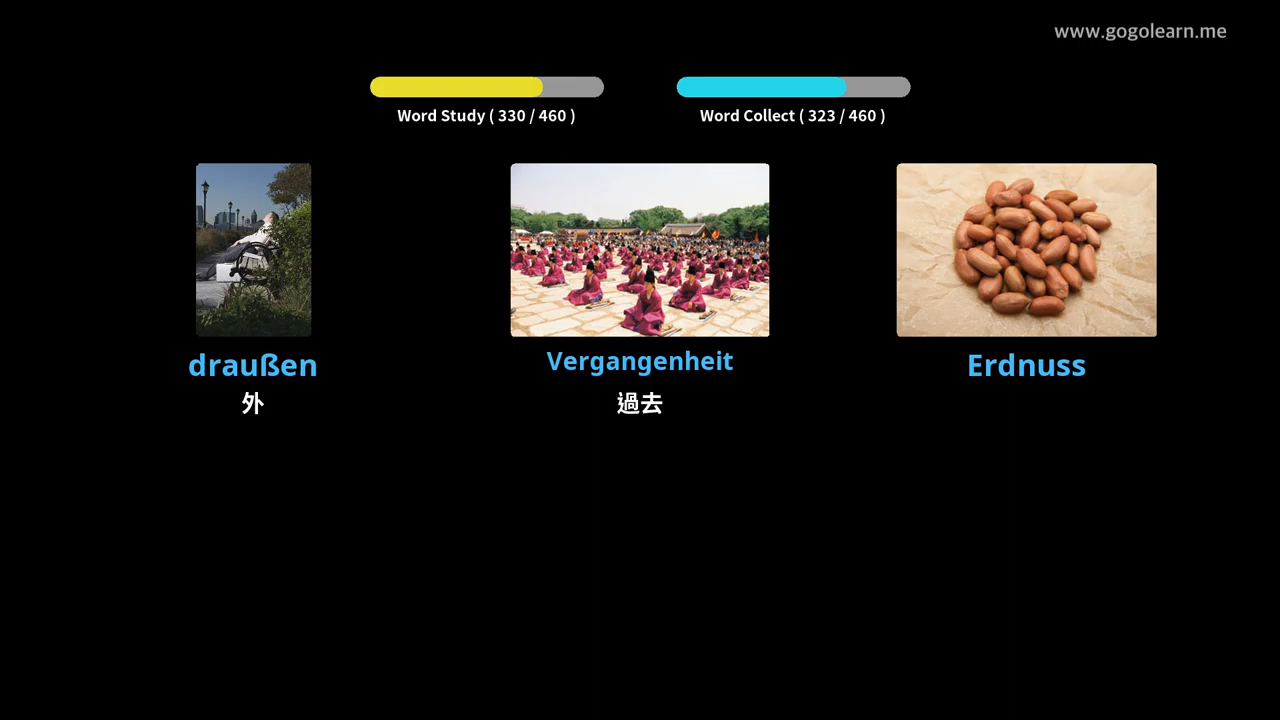 www.gogolearn.me
Word Study ( 330 / 460 )
Word Collect ( 323 / 460 )
draußen
Vergangenheit
Erdnuss
外
過去